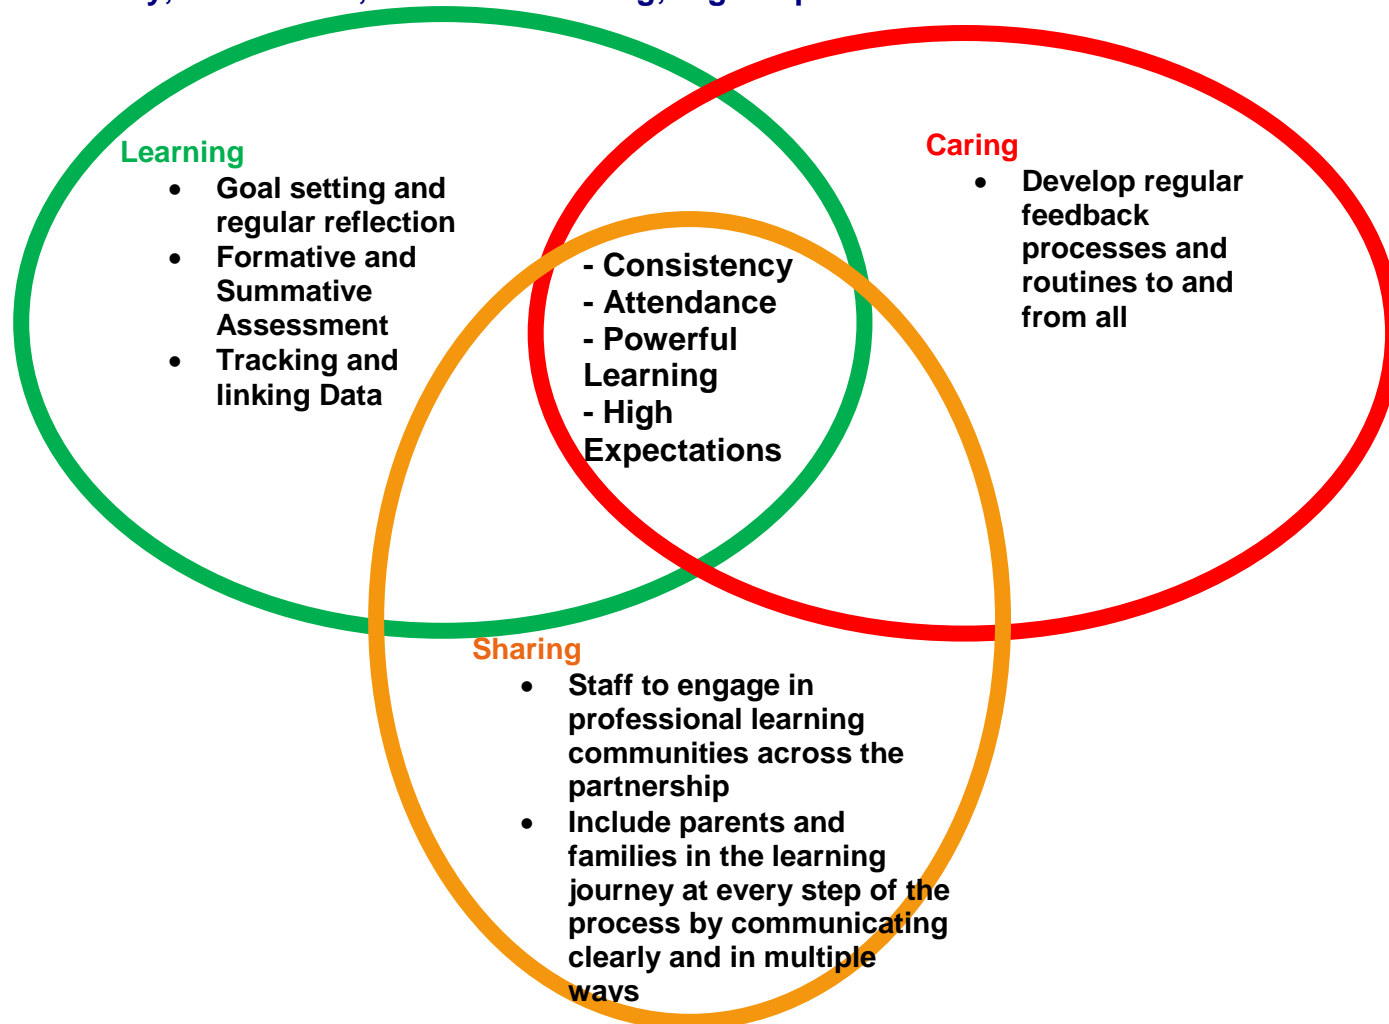 Learning
• Goal setting and
regular reflection
• Formative and
Summative
Assessment
• Tracking and
linking Data
Caring
• Develop regular
feedback
processes and
routines to and
from all
- Consistency
- Attendance
- Powerful
Learning
- High
Expectations
Sharing
• Staff to engage in
professional learning
communities across the
partnership
• Include parents and
families in the learning
journey at every step of the
process by communicating
clearly and in multiple
ways